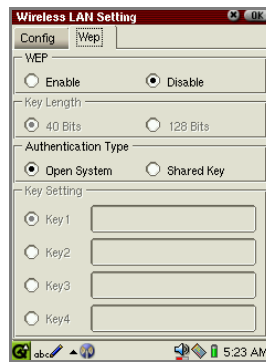 Wireless LAN Setting OK
Config Wep
WEP
Enable Disable
Key Length
40 Bits 128 Bits
Authentication Type
Open System Shared Key
Key Setting
Key1
Key2
Key3
Key4
abc 5:23 AM